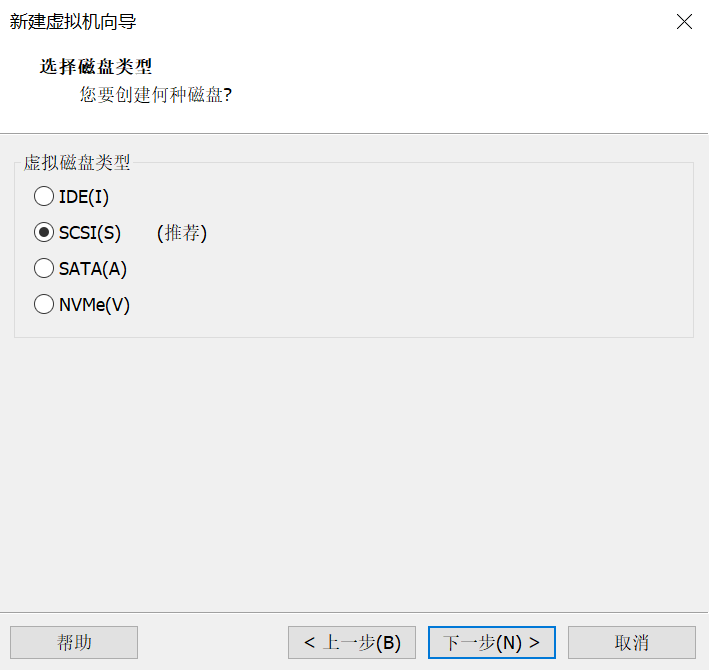 新建虚拟机向导
选择磁盘类型
您要创建何种磁盘?
虚拟磁盘类型
IDE(I)
SCSI(S) (推荐)
SATA(A)
NVMe(V)
帮助 < 上一步(B) 下一步(N) > 取消